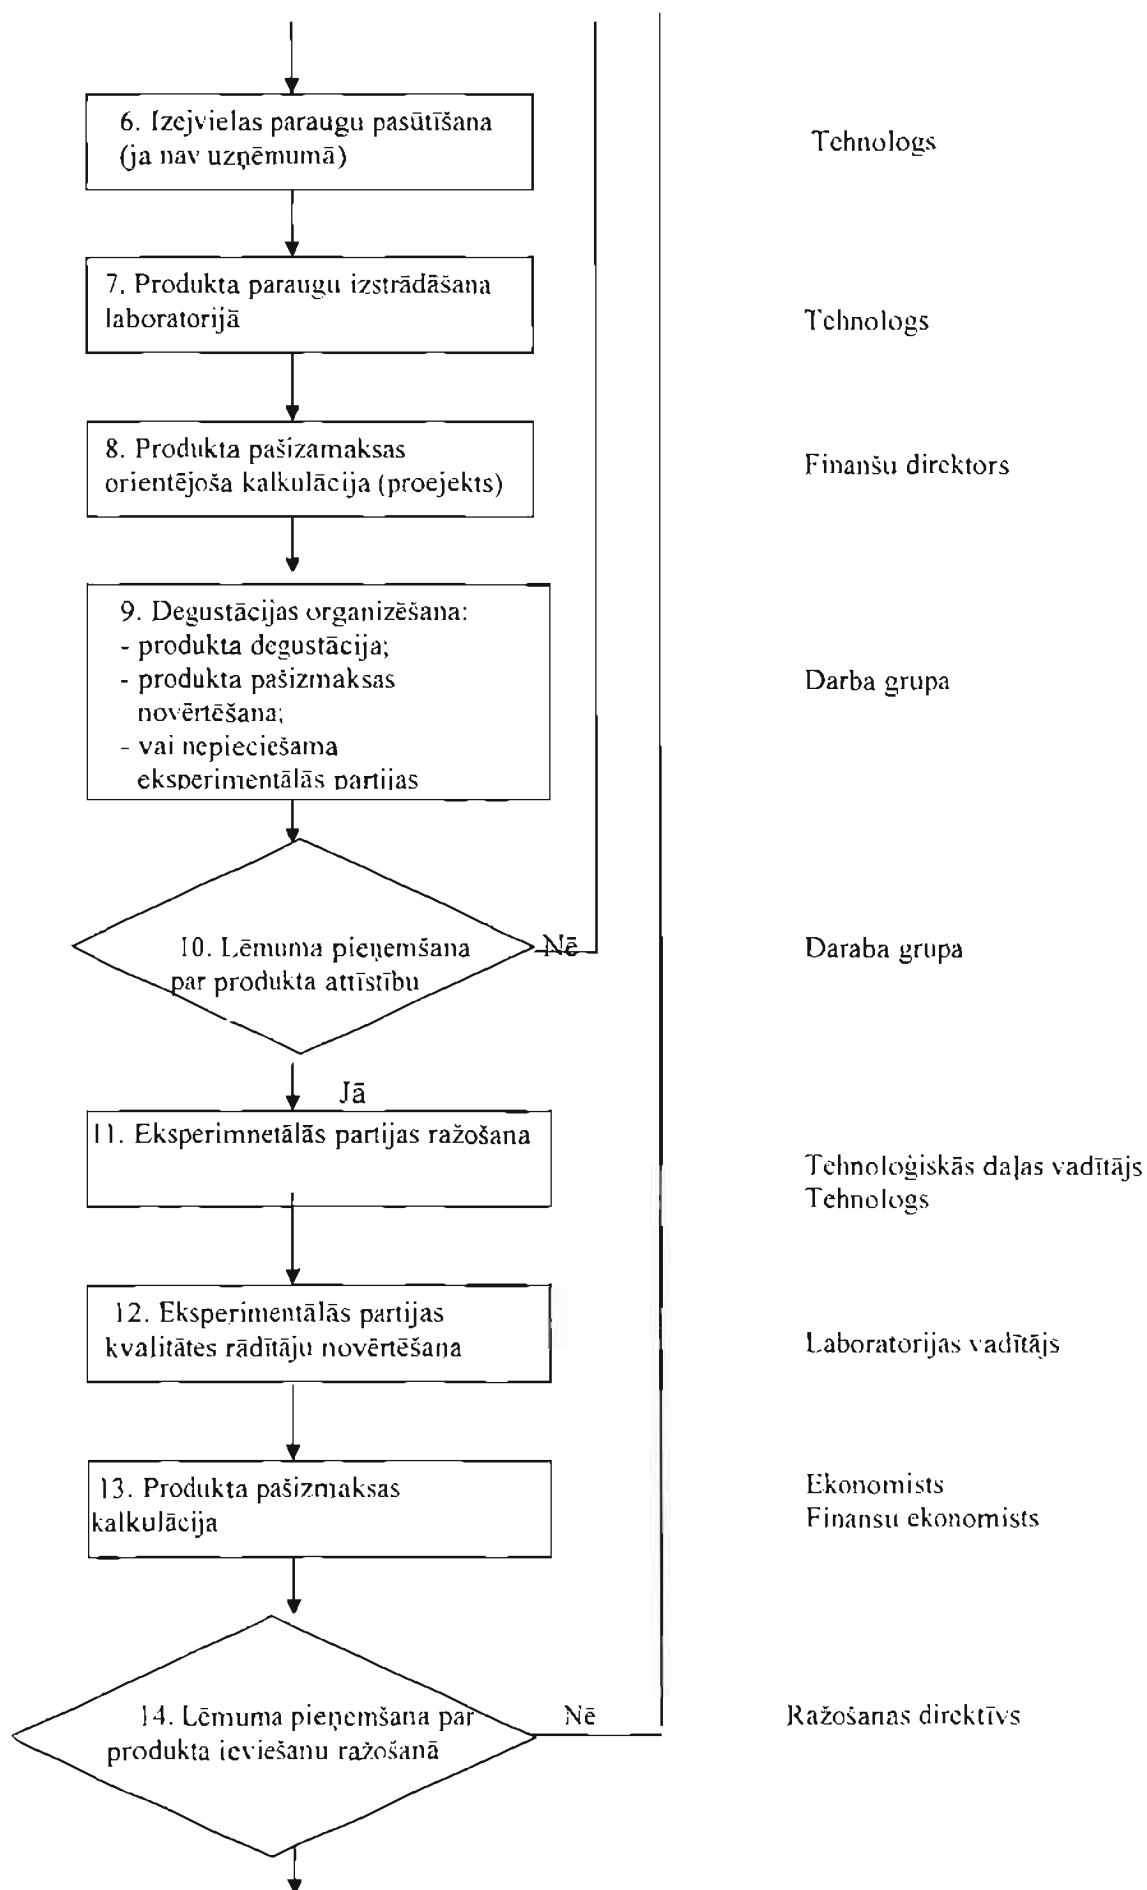 6. Izejvielas paraugu pasūtīšana
(ja nav uzņēmumā)
Tehnologs
7. Produkta paraugu izstrādāšana
laboratorijā
Tehnologs
8. Produkta pašizamaksas
orientējoša kalkulācija (proejekts)
Finanšu direktors
9. Degustācijas organizēšana:
- produkta degustācija;
- produkta pašizmaksas
novērtēšana;
- vai nepieciešama
eksperimentālās partijas
Darba grupa
10. Lēmuma pieņemšana
par produkta attīstību
Nē
Daraba grupa
Jā
11. Eksperimnetālās partijas ražošana
Tehnoloģiskās daļas vadītājs
Tehnologs
12. Eksperimentālās partijas
kvalitātes rādītāju novērtēšana
Laboratorijas vadītājs
13. Produkta pašizmaksas
kalkulācija
Ekonomists
Finansu ekonomists
14. Lēmuma pieņemšana par
produkta ieviešanu ražošanā
Nē
Ražošanas direktīvs